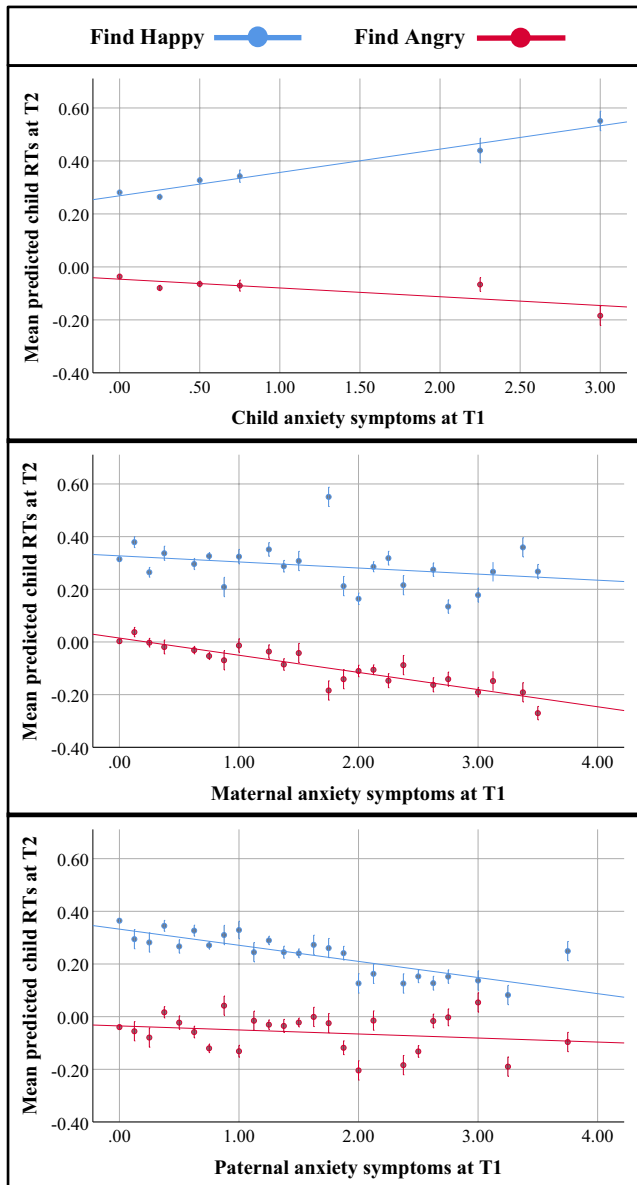 Find Happy Find Angry
Mean predicted child RTs at T2
0.60
0.40
0.20
0.00
-0.20
-0.40
.00 .50 1.00 1.50 2.00 2.50 3.00
Child anxiety symptoms at T1
Mean predicted child RTs at T2
0.60
0.40
0.20
0.00
-0.20
-0.40
.00 1.00 2.00 3.00 4.00
Maternal anxiety symptoms at T1
Mean predicted child RTs at T2
0.60
0.40
0.20
0.00
-0.20
-0.40
.00 1.00 2.00 3.00 4.00
Paternal anxiety symptoms at T1